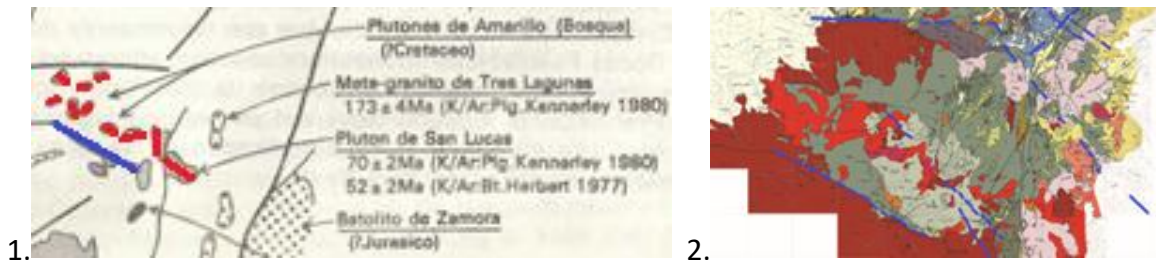 Plutones de Amarillo (Bosque)
(?Cretaceo)
Meta-granito de Tres Lagunas
173 ± 4Ma (K/Ar:Plg.Kennerley 1980)
Pluton de San Lucas
70 ± 2Ma (K/Ar:Plg. Kennerley 1980)
52 ± 2Ma (K/Ar:Bt.Herbert 1977)
Batolito de Zamora
(?Jurasico)
1.
2.